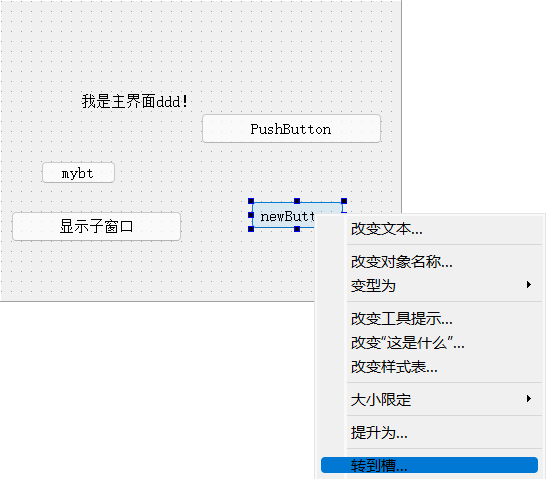 我是主界面ddd!
PushButton
mybt
显示子窗口
newButt
改变文本...
改变对象名称...
变型为
改变工具提示...
改变“这是什么”...
改变样式表...
大小限定
提升为...
转到槽...